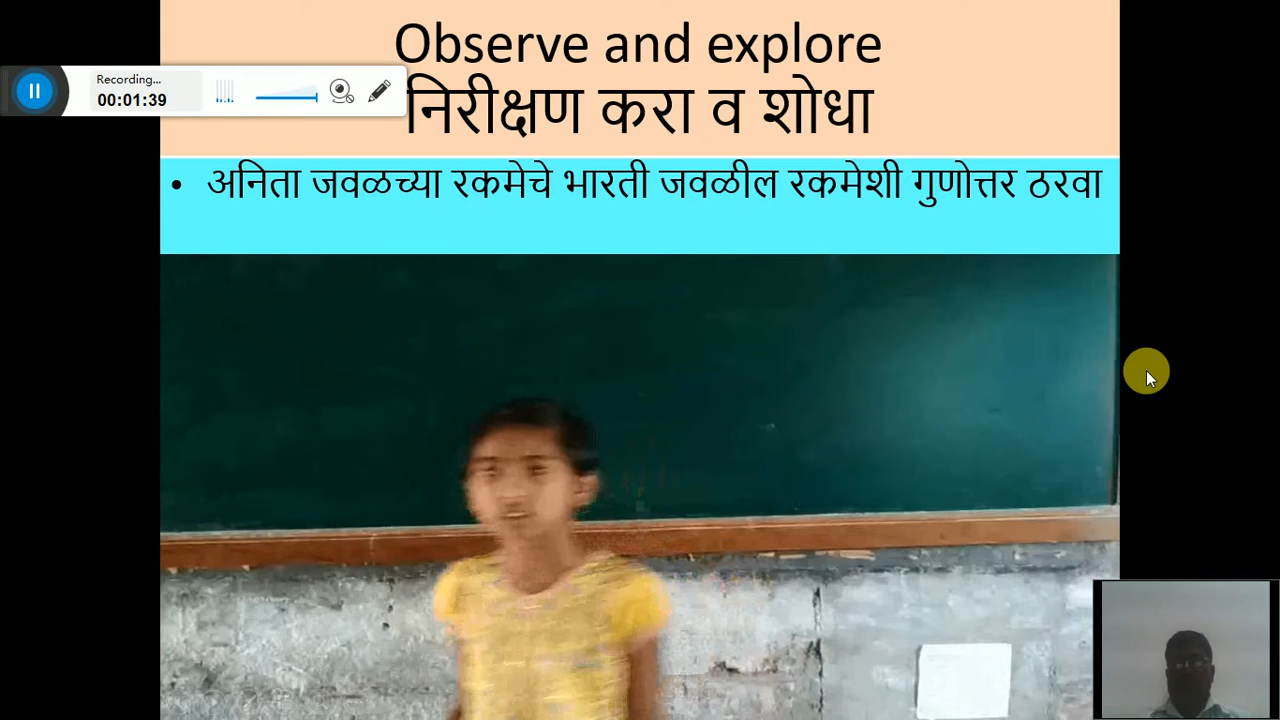 Observe and explore
Recording...
00:01:39
निरीक्षण करा व शोधा
• अनिता जवळच्या रकमेचे भारती जवळील रकमेशी गुणोत्तर ठरवा